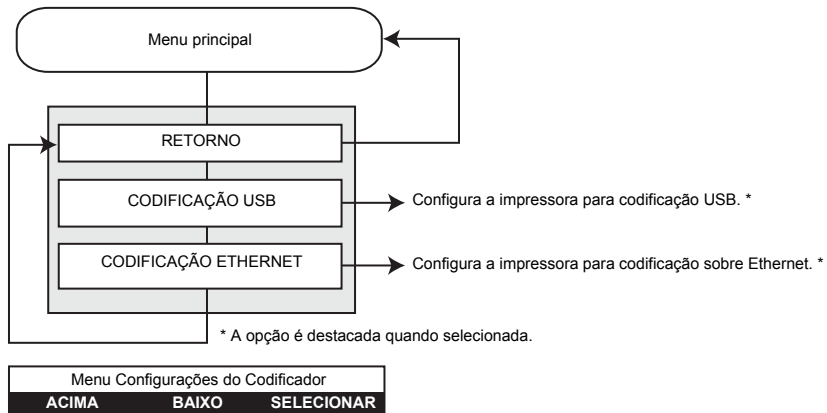 Menu principal
RETORNO
CODIFICAÇÃO USB
Configura a impressora para codificação USB. *
CODIFICAÇÃO ETHERNET
Configura a impressora para codificação sobre Ethernet. *
* A opção é destacada quando selecionada.
Menu Configurações do Codificador
ACIMA BAIXO SELECIONAR